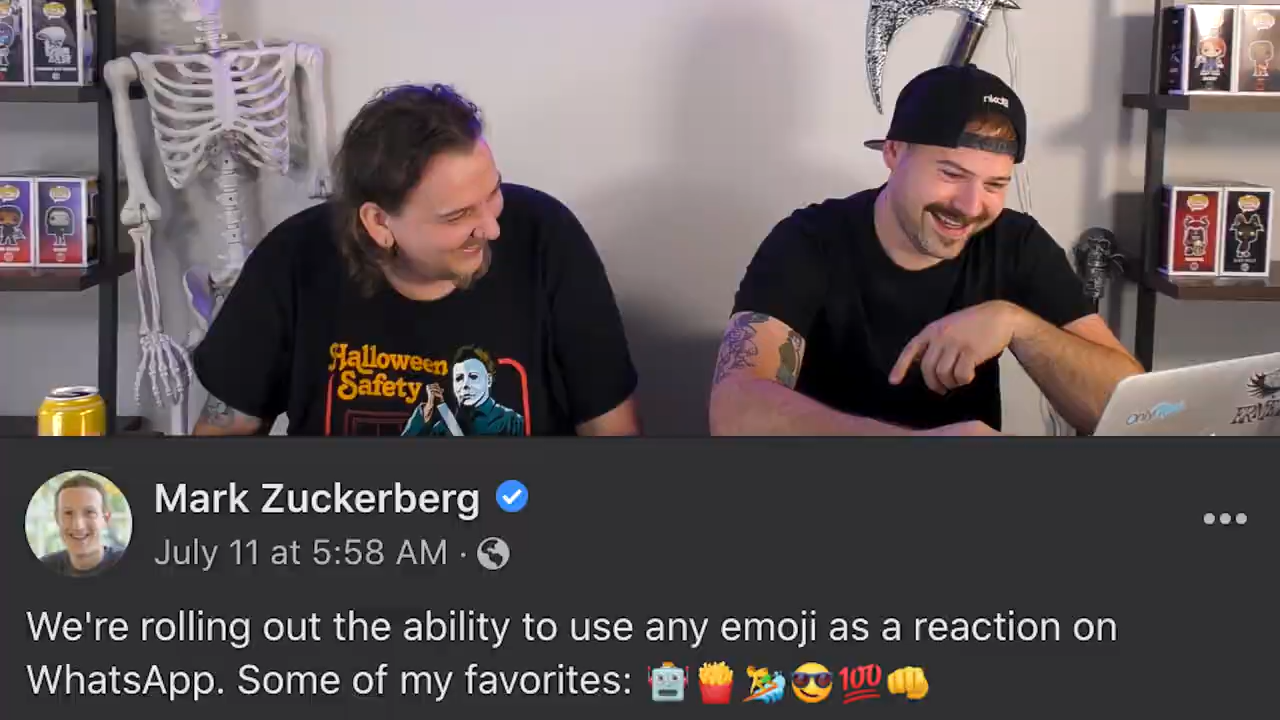 nkd
Halloween
Safety
Mark Zuckerberg
July 11 at 5:58 AM ·
We're rolling out the ability to use any emoji as a reaction on
WhatsApp. Some of my favorites: 🤖🍟🏄😎💯👊